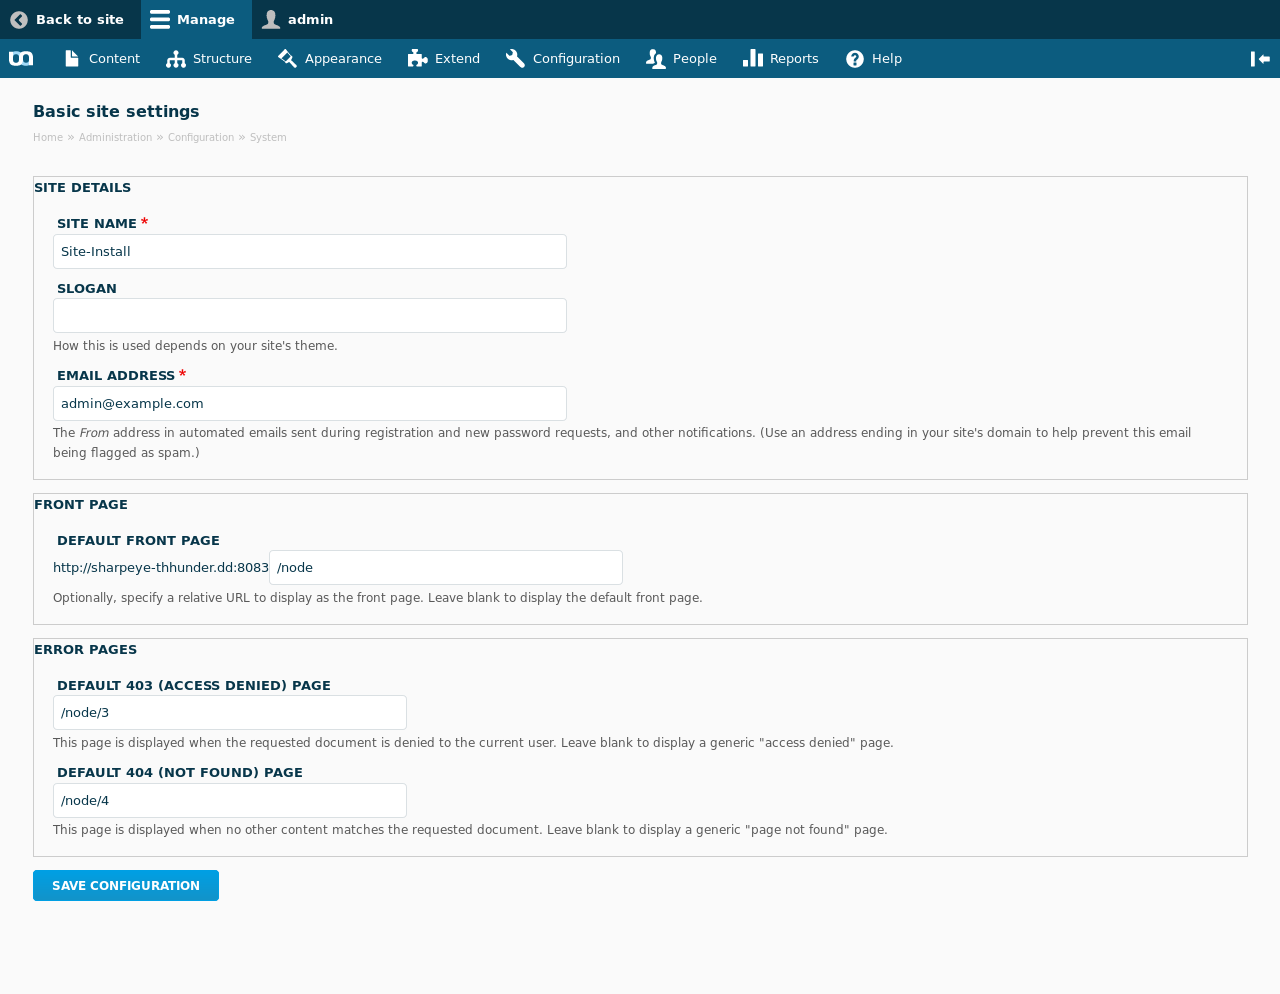 Back to site Manage admin
Content Structure Appearance Extend Configuration People Reports Help
Basic site settings
Home » Administration » Configuration » System
SITE DETAILS
SITE NAME *
Site-Install
SLOGAN
How this is used depends on your site's theme.
EMAIL ADDRESS *
admin@example.com
The From address in automated emails sent during registration and new password requests, and other notifications. (Use an address ending in your site's domain to help prevent this email
being flagged as spam.)
FRONT PAGE
DEFAULT FRONT PAGE
http://sharpeye-thhunder.dd:8083 /node
Optionally, specify a relative URL to display as the front page. Leave blank to display the default front page.
ERROR PAGES
DEFAULT 403 (ACCESS DENIED) PAGE
/node/3
This page is displayed when the requested document is denied to the current user. Leave blank to display a generic "access denied" page.
DEFAULT 404 (NOT FOUND) PAGE
/node/4
This page is displayed when no other content matches the requested document. Leave blank to display a generic "page not found" page.
SAVE CONFIGURATION